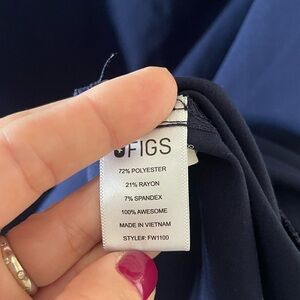 FIGS
72% POLYESTER
21% RAYON
7% SPANDEX
100% AWESOME
MADE IN VIETNAM
STYLE#: FW1100